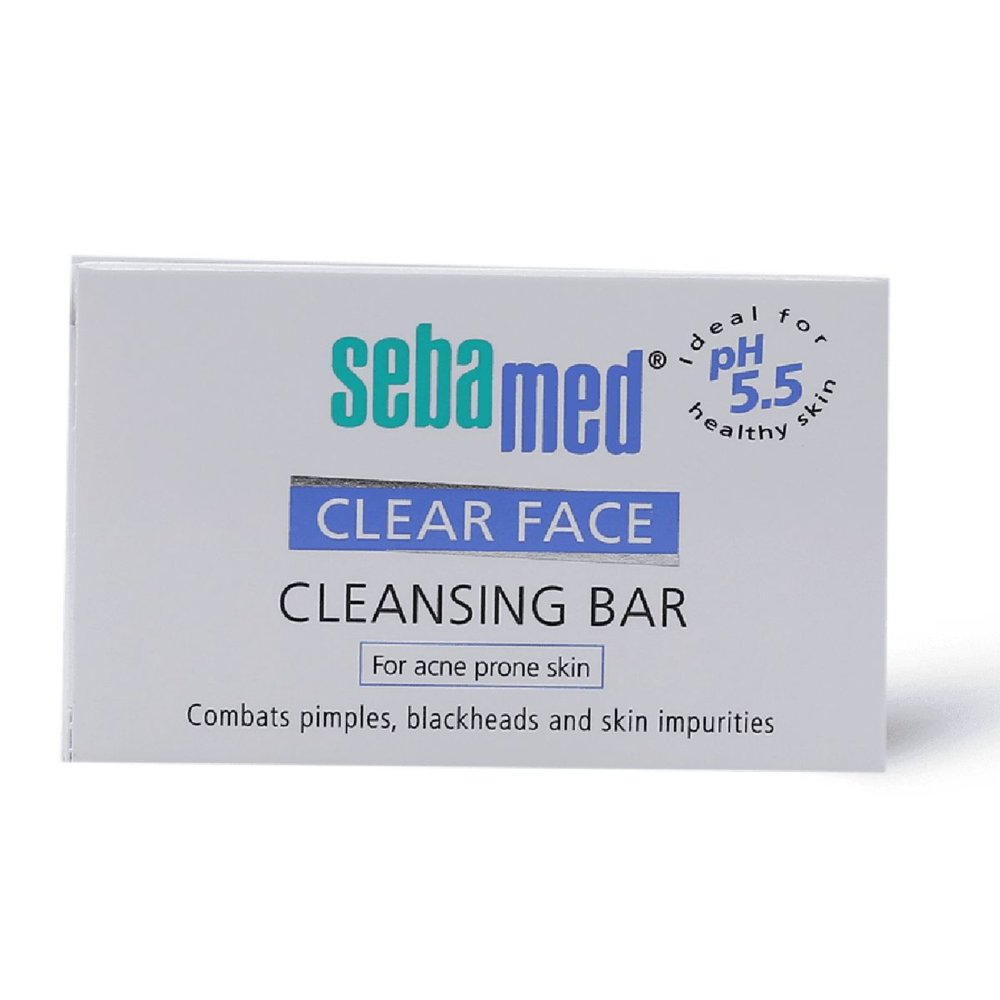 sebamed®
ideal for
pH
5.5
healthy skin
CLEAR FACE
CLEANSING BAR
For acne prone skin
Combats pimples, blackheads and skin impurities